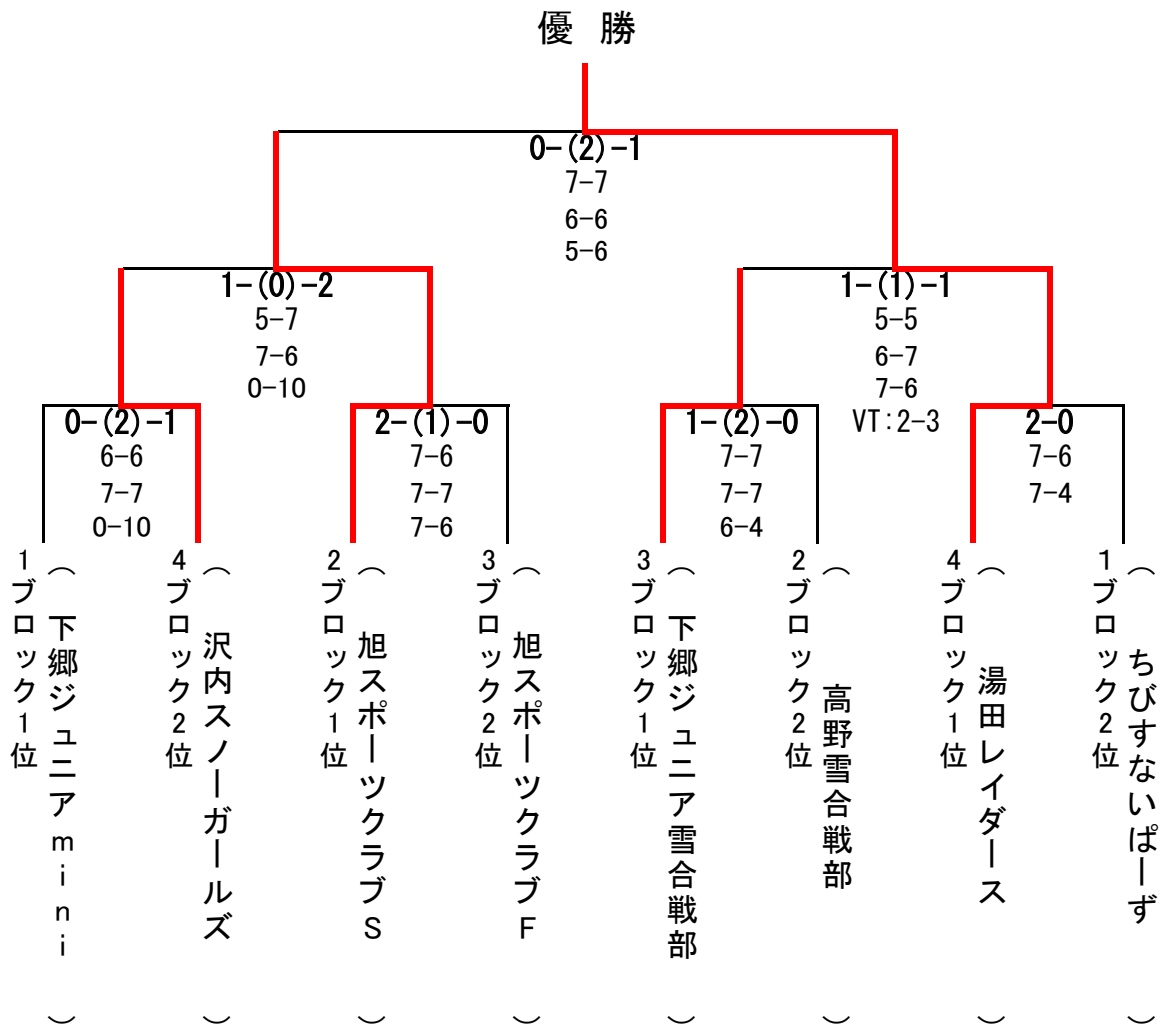 優 勝
0-(2)-1
7-7
6-6
5-6
1-(0)-2
5-7
7-6
0-10
1-(1)-1
5-5
6-7
7-6
VT:2-3
0-(2)-1
6-6
7-7
0-10
2-(1)-0
7-6
7-7
7-6
1-(2)-0
7-7
7-7
6-4
2-0
7-6
7-4
1ブロック1位
(下郷ジュニアmini)
4ブロック2位
(沢内スノーガールズ)
2ブロック1位
(旭スポーツクラブS)
3ブロック2位
(旭スポーツクラブF)
3ブロック1位
(下郷ジュニア雪合戦部)
2ブロック2位
(高野雪合戦部)
4ブロック1位
(湯田レイダース)
1ブロック2位
(ちびすないぱーず)